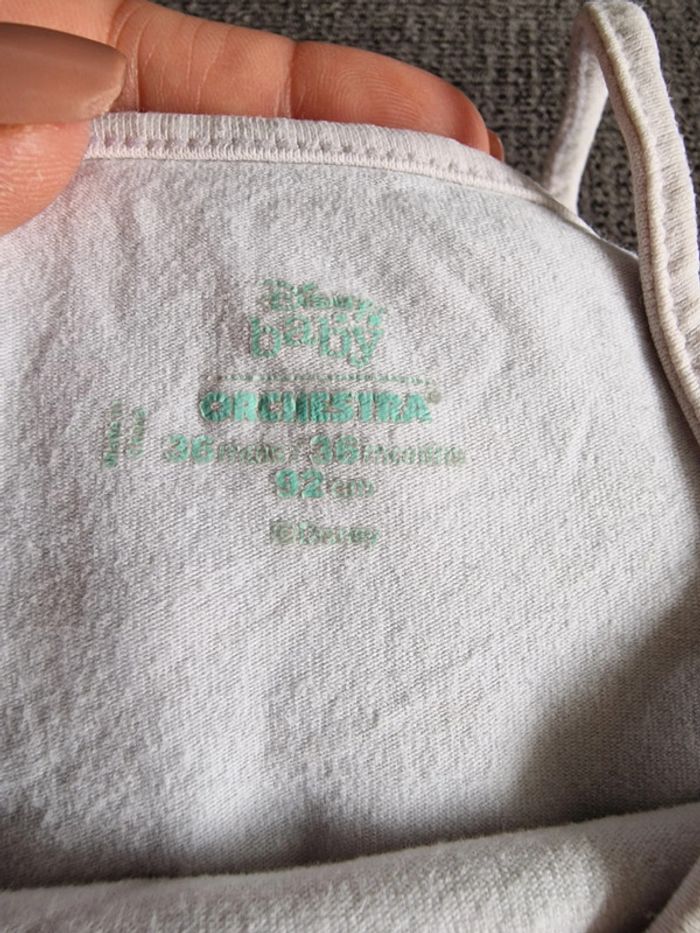 Disney
baby
ORCHESTRA®
36 mois / 36 months
92 cm
©Disney